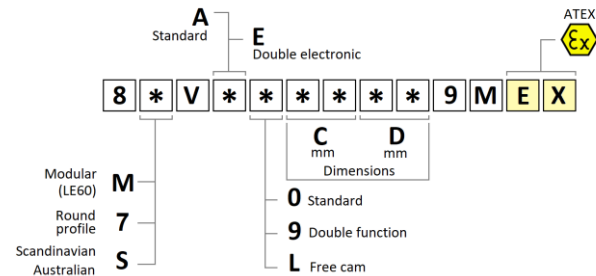 ATEX
εx
A
Standard
E
Double electronic
8 * V * * * * * * 9 M E X
C
mm
D
mm
Dimensions
Modular
(LE60)
M
Round
profile
7
Scandinavian
Australian
S
0 Standard
9 Double function
L Free cam